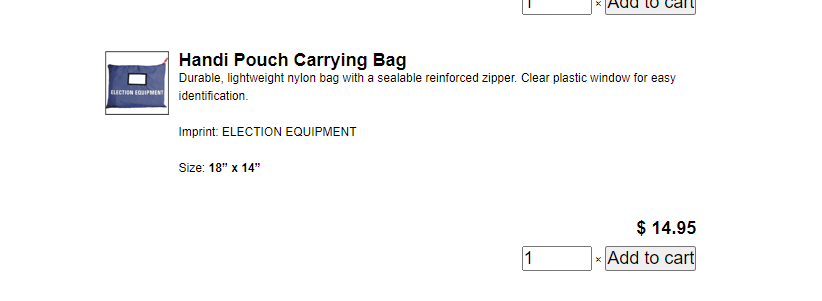 1 × Add to cart
Handi Pouch Carrying Bag
Durable, lightweight nylon bag with a sealable reinforced zipper. Clear plastic window for easy
identification.
ELECTION EQUIPMENT
Imprint: ELECTION EQUIPMENT
Size: 18” x 14”
$ 14.95
1 × Add to cart